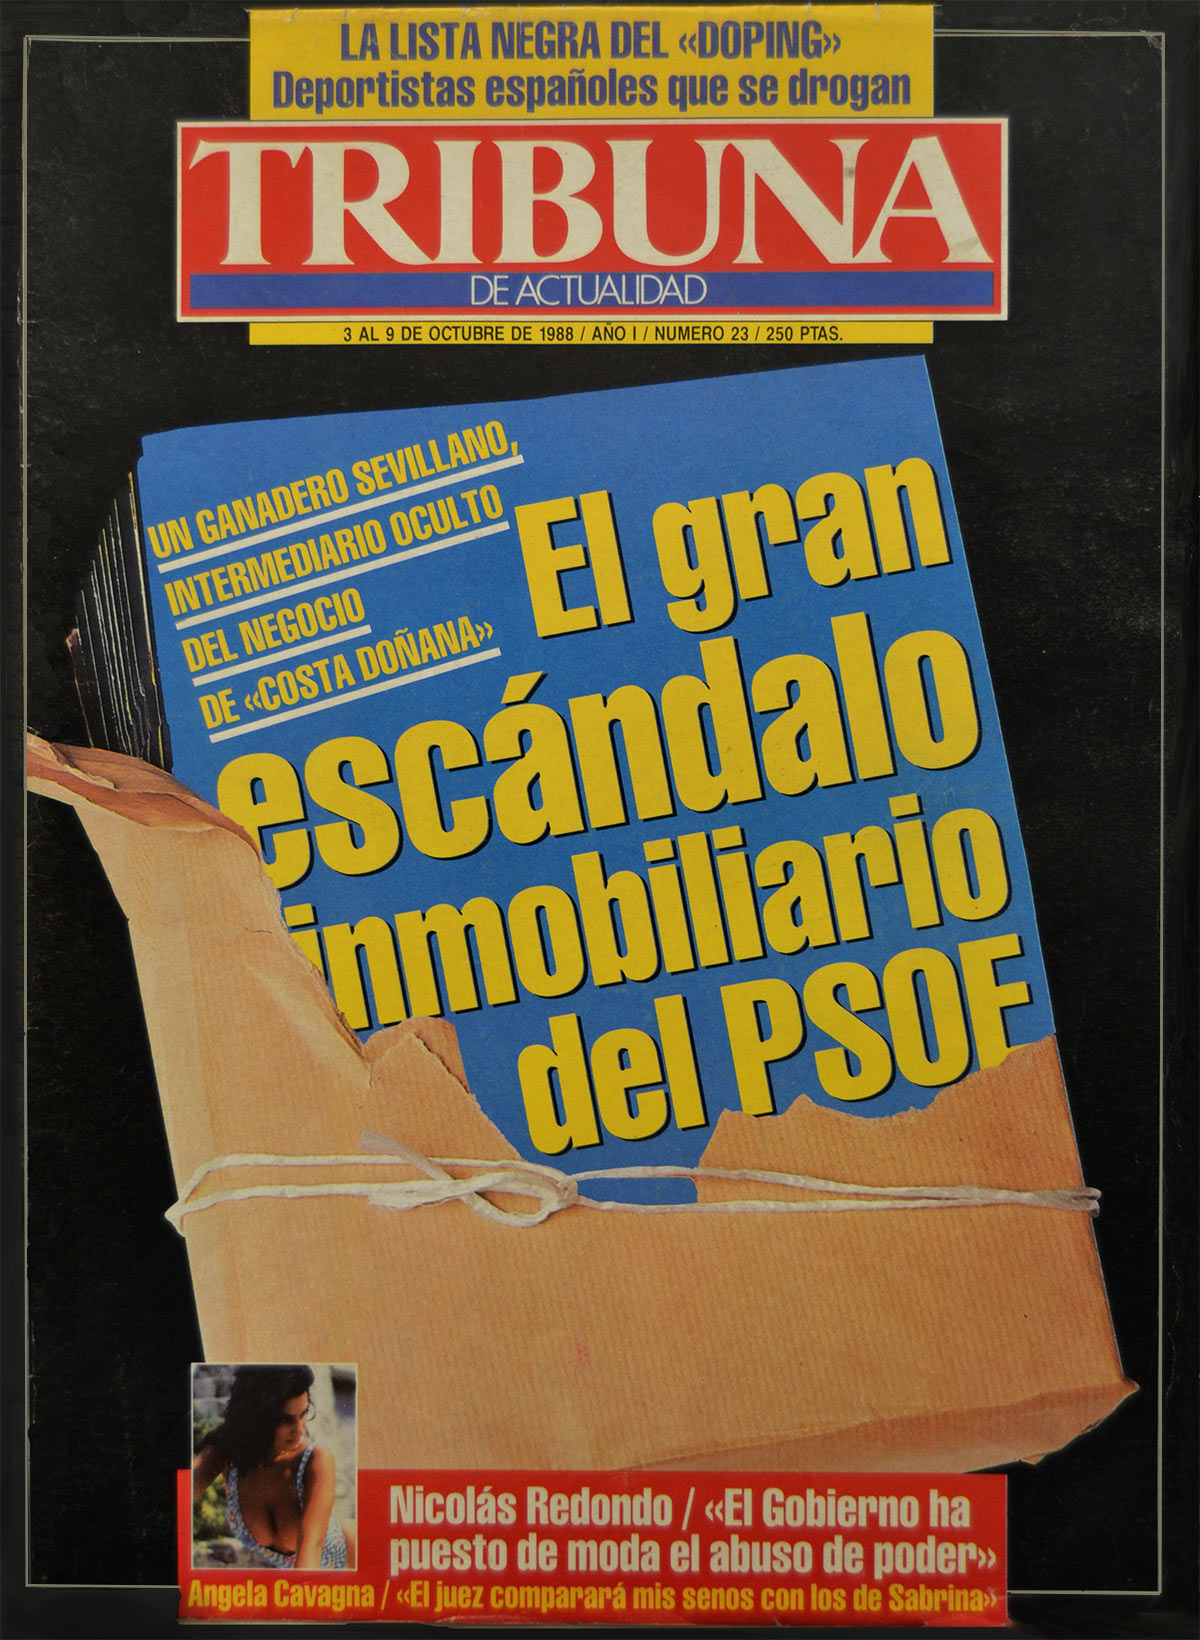 LA LISTA NEGRA DEL «DOPING»
Deportistas españoles que se drogan
TRIBUNA
DE ACTUALIDAD
3 AL 9 DE OCTUBRE DE 1988 / AÑO I / NUMERO 23 / 250 PTAS.
UN GANADERO SEVILLANO,
INTERMEDIARIO OCULTO
DEL NEGOCIO
DE «COSTA DOÑANA»
El gran
escándalo
inmobiliario
del PSOE
Nicolás Redondo / «El Gobierno ha
puesto de moda el abuso de poder»
Angela Cavagna / «El juez comparará mis senos con los de Sabrina»